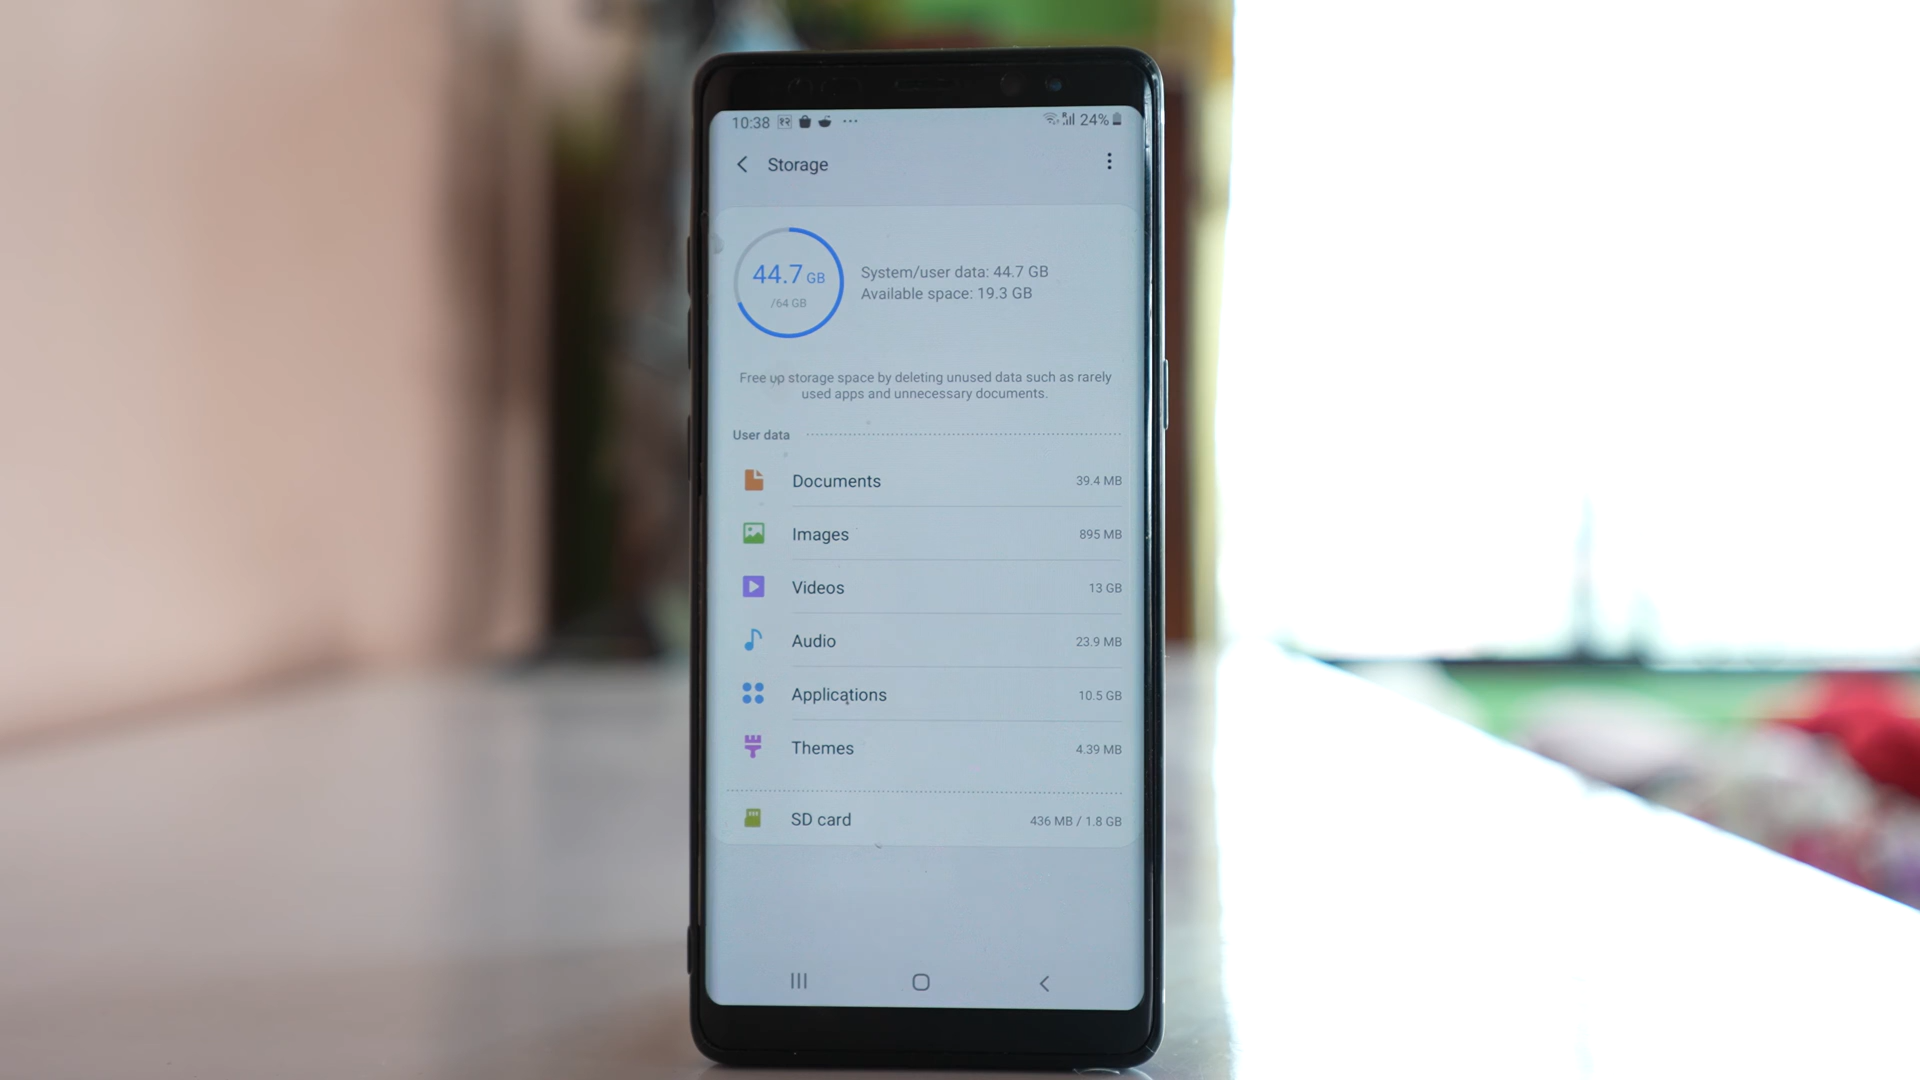 10:38 १२ 24%
Storage
44.7 GB
/64 GB
System/user data: 44.7 GB
Available space: 19.3 GB
Free up storage space by deleting unused data such as rarely
used apps and unnecessary documents.
User data
Documents 39.4 MB
Images 895 MB
Videos 13 GB
Audio 23.9 MB
Applications 10.5 GB
Themes 4.39 MB
SD card 436 MB / 1.8 GB